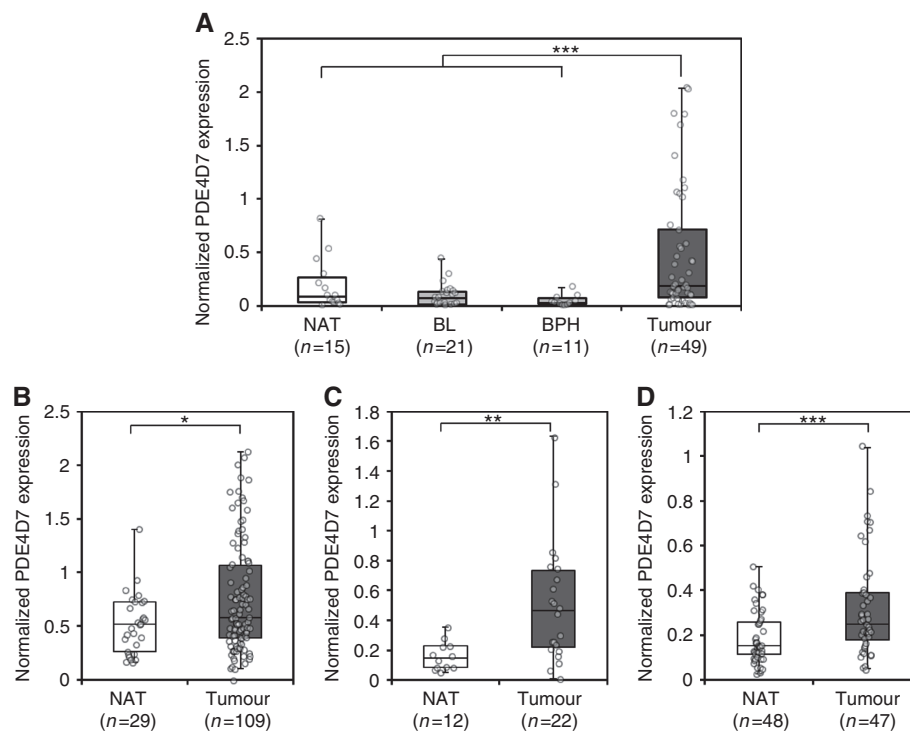 A
Normalized PDE4D7 expression
2.5
2
1.5
1
0.5
0
***
NAT
(n=15)
BL
(n=21)
BPH
(n=11)
Tumour
(n=49)
B
Normalized PDE4D7 expression
2.5
2
1.5
1
0.5
0
*
NAT
(n=29)
Tumour
(n=109)
C
Normalized PDE4D7 expression
1.8
1.6
1.4
1.2
1
0.8
0.6
0.4
0.2
0
**
NAT
(n=12)
Tumour
(n=22)
D
Normalized PDE4D7 expression
1.2
1
0.8
0.6
0.4
0.2
0
***
NAT
(n=48)
Tumour
(n=47)